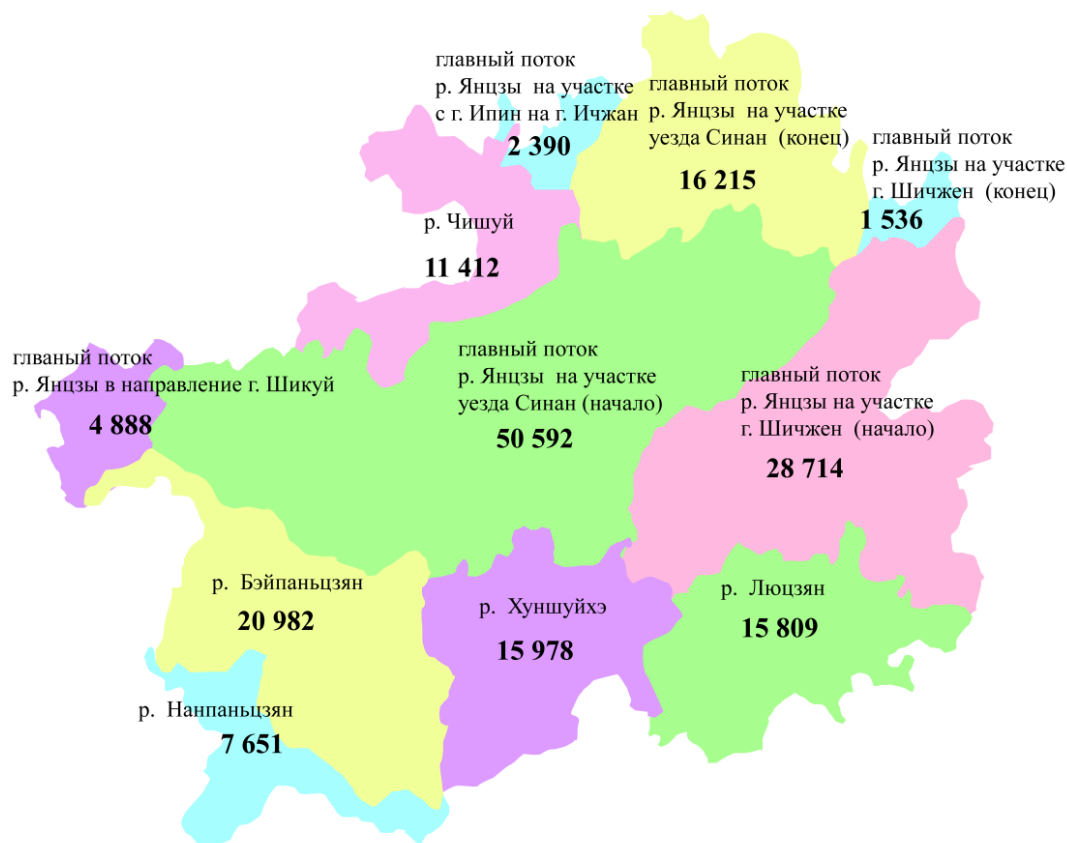 главный поток
р. Янцзы на участке
с г. Ипин на г. Ичжан
2 390
главный поток
р. Янцзы на участке
уезда Синан (конец)
16 215
главный поток
р. Янцзы на участке
г. Шичжен (конец)
1 536
р. Чишуй
11 412
глваный поток
р. Янцзы в направление г. Шикуй
4 888
главный поток
р. Янцзы на участке
уезда Синан (начало)
50 592
главный поток
р. Янцзы на участке
г. Шичжен (начало)
28 714
р. Бэйпаньцзян
20 982
р. Хуншуйхэ
15 978
р. Люцзян
15 809
р. Нанпаньцзян
7 651